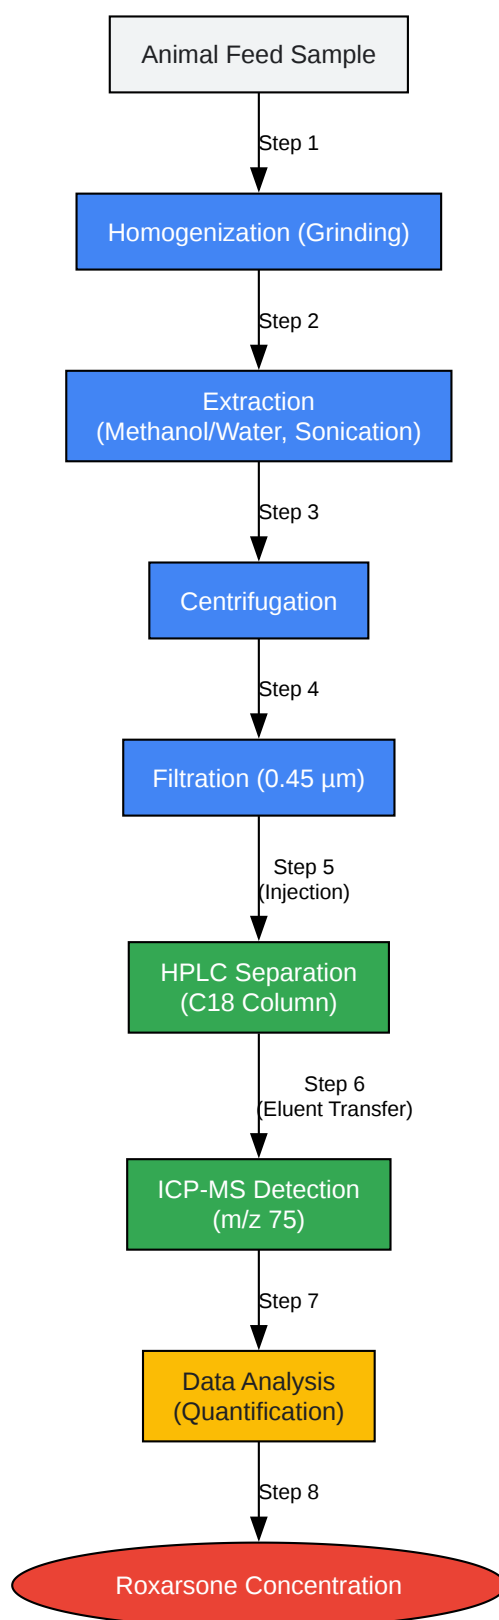 Animal Feed Sample
Step 1
Homogenization (Grinding)
Step 2
Extraction
(Methanol/Water, Sonication)
Step 3
Centrifugation
Step 4
Filtration (0.45 µm)
Step 5
(Injection)
HPLC Separation
(C18 Column)
Step 6
(Eluent Transfer)
ICP-MS Detection
(m/z 75)
Step 7
Data Analysis
(Quantification)
Step 8
Roxarsone Concentration